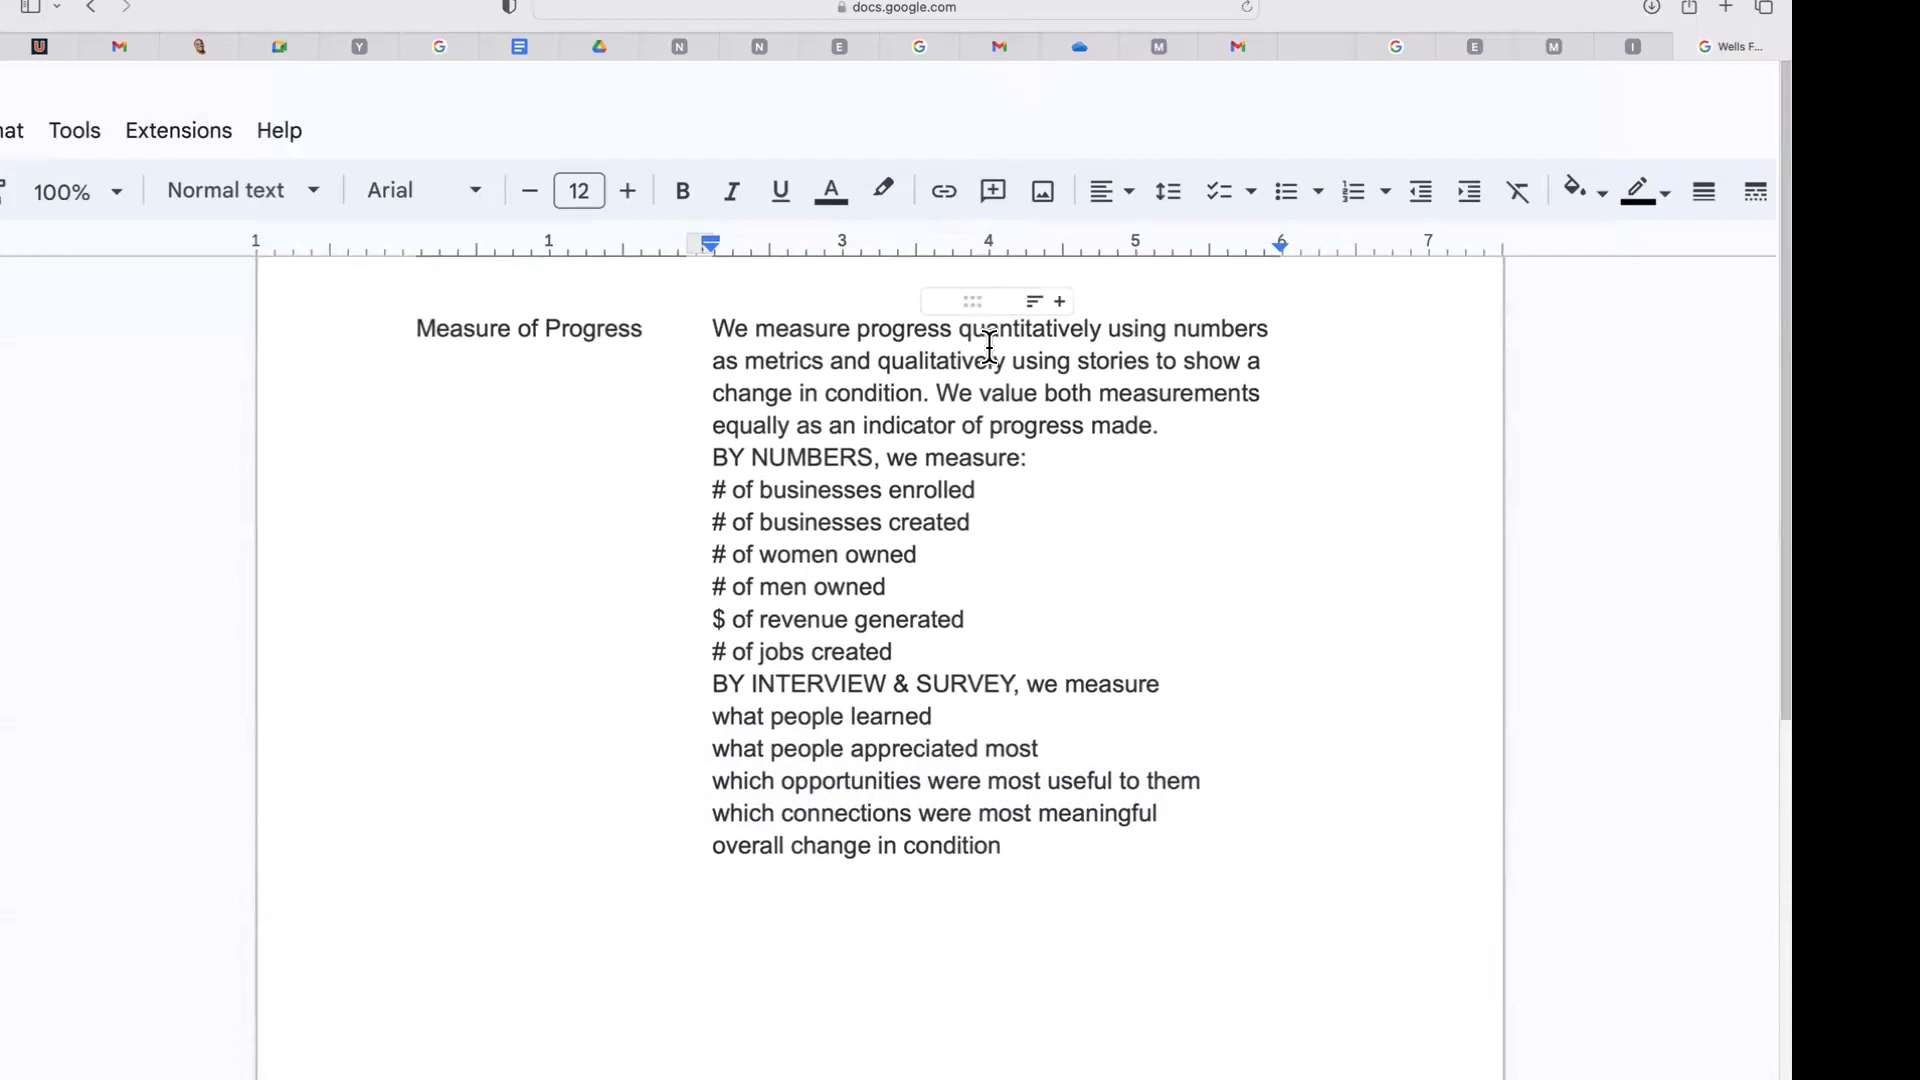 docs.google.com
U
Y
G
N
N
E
G
M
G
E
M
I
G Wells F...
nat Tools Extensions Help
100% Normal text Arial − 12 + B I U A
1 1 3 4 5 6 7
Measure of Progress
We measure progress quantitatively using numbers
as metrics and qualitatively using stories to show a
change in condition. We value both measurements
equally as an indicator of progress made.
BY NUMBERS, we measure:
# of businesses enrolled
# of businesses created
# of women owned
# of men owned
$ of revenue generated
# of jobs created
BY INTERVIEW & SURVEY, we measure
what people learned
what people appreciated most
which opportunities were most useful to them
which connections were most meaningful
overall change in condition